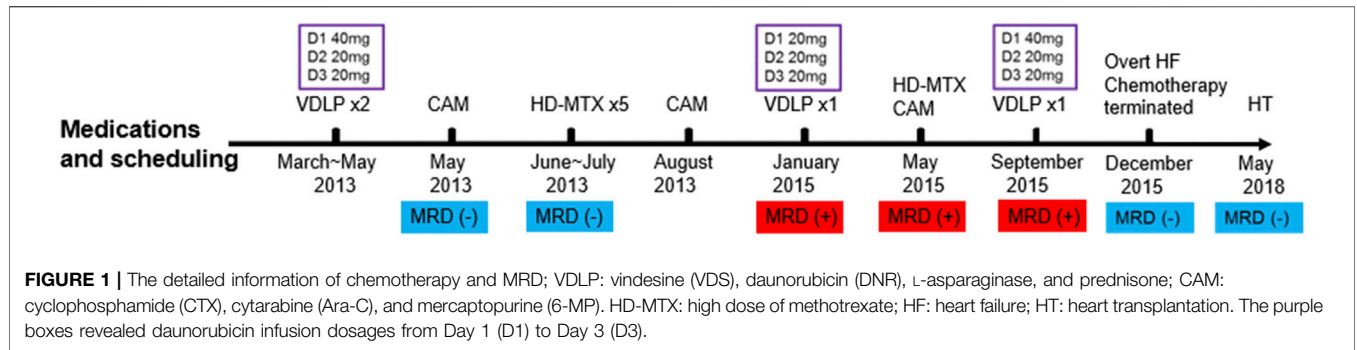 D1 40mg
D2 20mg
D3 20mg
D1 20mg
D2 20mg
D3 20mg
D1 40mg
D2 20mg
D3 20mg
VDLP x2
CAM
HD-MTX x5
CAM
VDLP x1
HD-MTX
CAM
VDLP x1
Overt HF
Chemotherapy
terminated
HT
Medications
and scheduling
March~May
2013
May
2013
June~July
2013
August
2013
January
2015
May
2015
September
2015
December
2015
May
2018
MRD (-)
MRD (-)
MRD (+)
MRD (+)
MRD (+)
MRD (-)
MRD (-)
FIGURE 1 | The detailed information of chemotherapy and MRD; VDLP: vindesine (VDS), daunorubicin (DNR), L-asparaginase, and prednisone; CAM:
cyclophosphamide (CTX), cytarabine (Ara-C), and mercaptopurine (6-MP). HD-MTX: high dose of methotrexate; HF: heart failure; HT: heart transplantation. The purple
boxes revealed daunorubicin infusion dosages from Day 1 (D1) to Day 3 (D3).